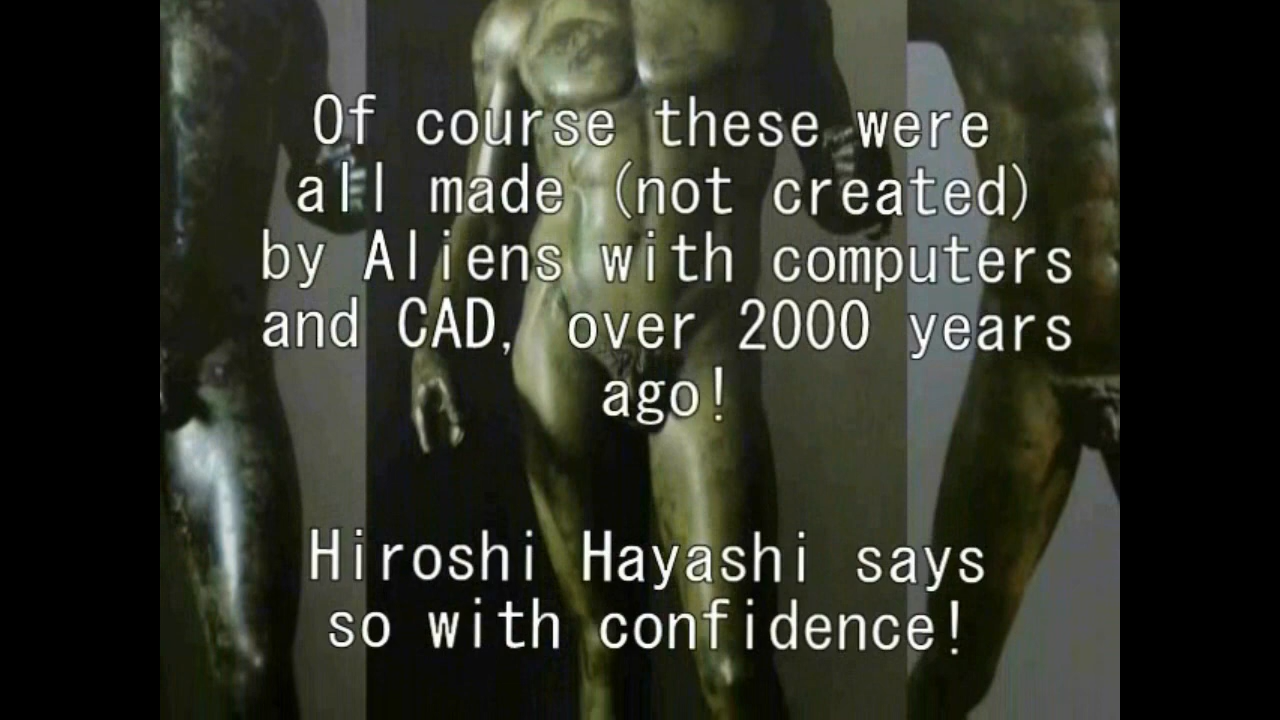 Of course these were
all made (not created)
by Aliens with computers
and CAD, over 2000 years
ago!
Hiroshi Hayashi says
so with confidence!